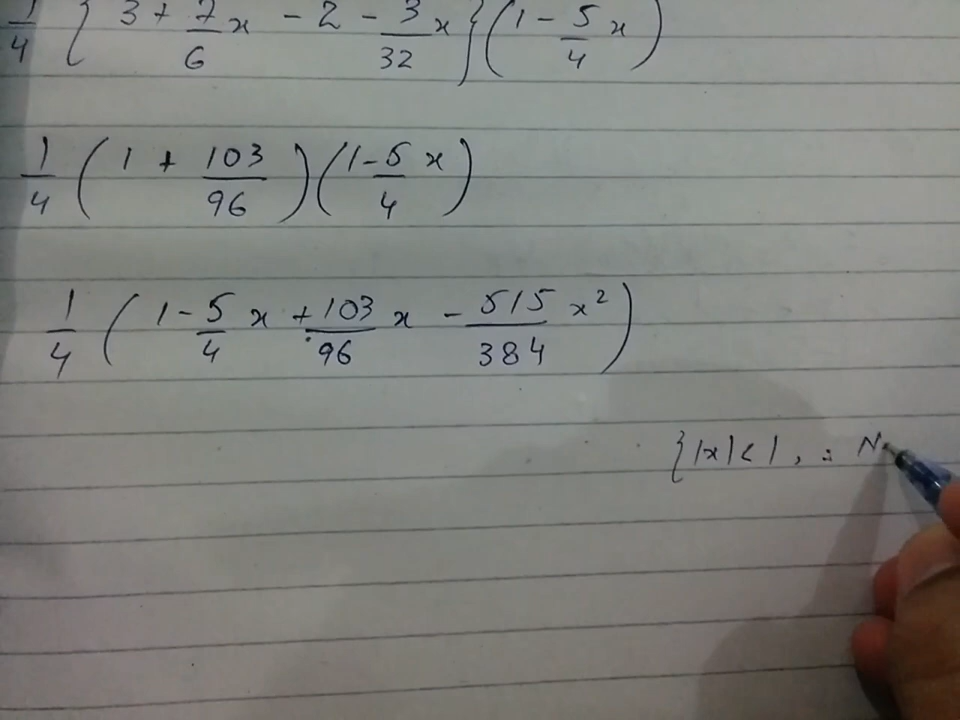 1/4 { 3 + 7/6 x - 2 - 3/32 x } ( 1 - 5/4 x )
1/4 ( 1 + 103/96 ) ( 1 - 5/4 x )
1/4 ( 1 - 5/4 x + 103/96 x - 515/384 x² )
{ |x| < 1 , ∴ N